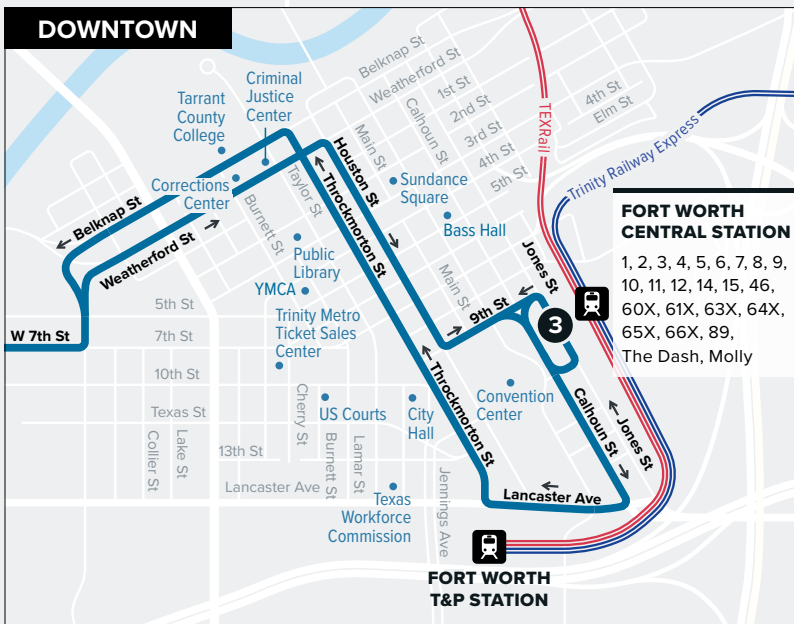 DOWNTOWN
Belknap St
Weatherford St
1st St
2nd St
3rd St
4th St
5th St
4th St
Elm St
TEXRail
Trinity Railway Express
Criminal
Justice
Center
Tarrant
County
College
Corrections
Center
Main St
Calhoun St
Houston St
Throckmorton St
Taylor St
Burnett St
Sundance
Square
Bass Hall
Belknap St
Weatherford St
Public
Library
YMCA
Trinity Metro
Ticket Sales
Center
Main St
Jones St
9th St
3
FORT WORTH
CENTRAL STATION
1, 2, 3, 4, 5, 6, 7, 8, 9,
10, 11, 12, 14, 15, 46,
60X, 61X, 63X, 64X,
65X, 66X, 89,
The Dash, Molly
5th St
W 7th St
7th St
10th St
Texas St
13th St
Lancaster Ave
Collier St
Lake St
Cherry St
Burnett St
Lamar St
Jennings Ave
US Courts
City
Hall
Convention
Center
Throckmorton St
Calhoun St
Jones St
Lancaster Ave
Texas
Workforce
Commission
FORT WORTH
T&P STATION